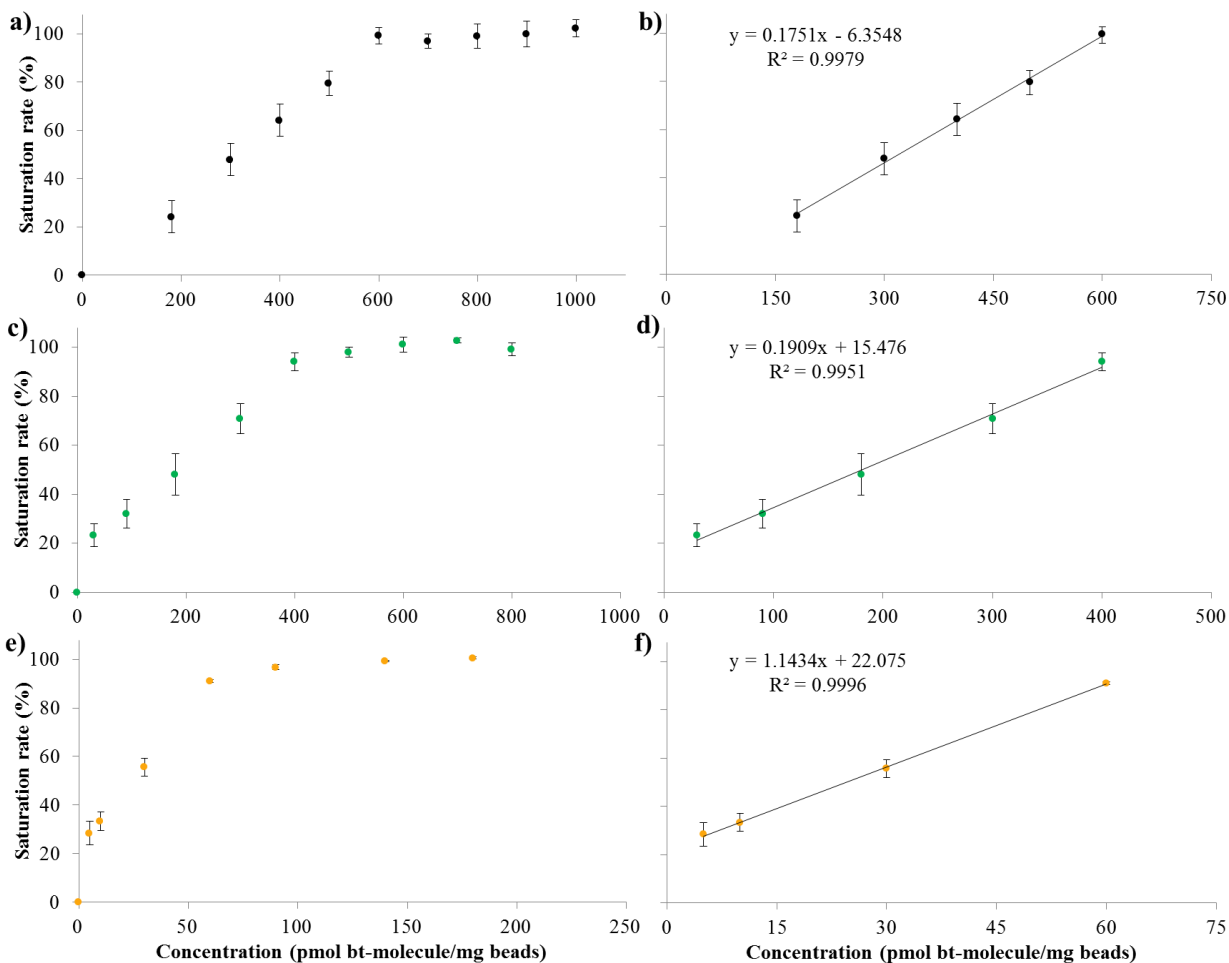 a)
Saturation rate (%)
100
80
60
40
20
0
0 200 400 600 800 1000
b)
y = 0.1751x - 6.3548
R² = 0.9979
0 150 300 450 600 750
c)
Saturation rate (%)
100
80
60
40
20
0
0 200 400 600 800 1000
d)
y = 0.1909x + 15.476
R² = 0.9951
0 100 200 300 400 500
e)
Saturation rate (%)
100
80
60
40
20
0
0 50 100 150 200 250
Concentration (pmol bt-molecule/mg beads)
f)
y = 1.1434x + 22.075
R² = 0.9996
0 15 30 45 60 75
Concentration (pmol bt-molecule/mg beads)